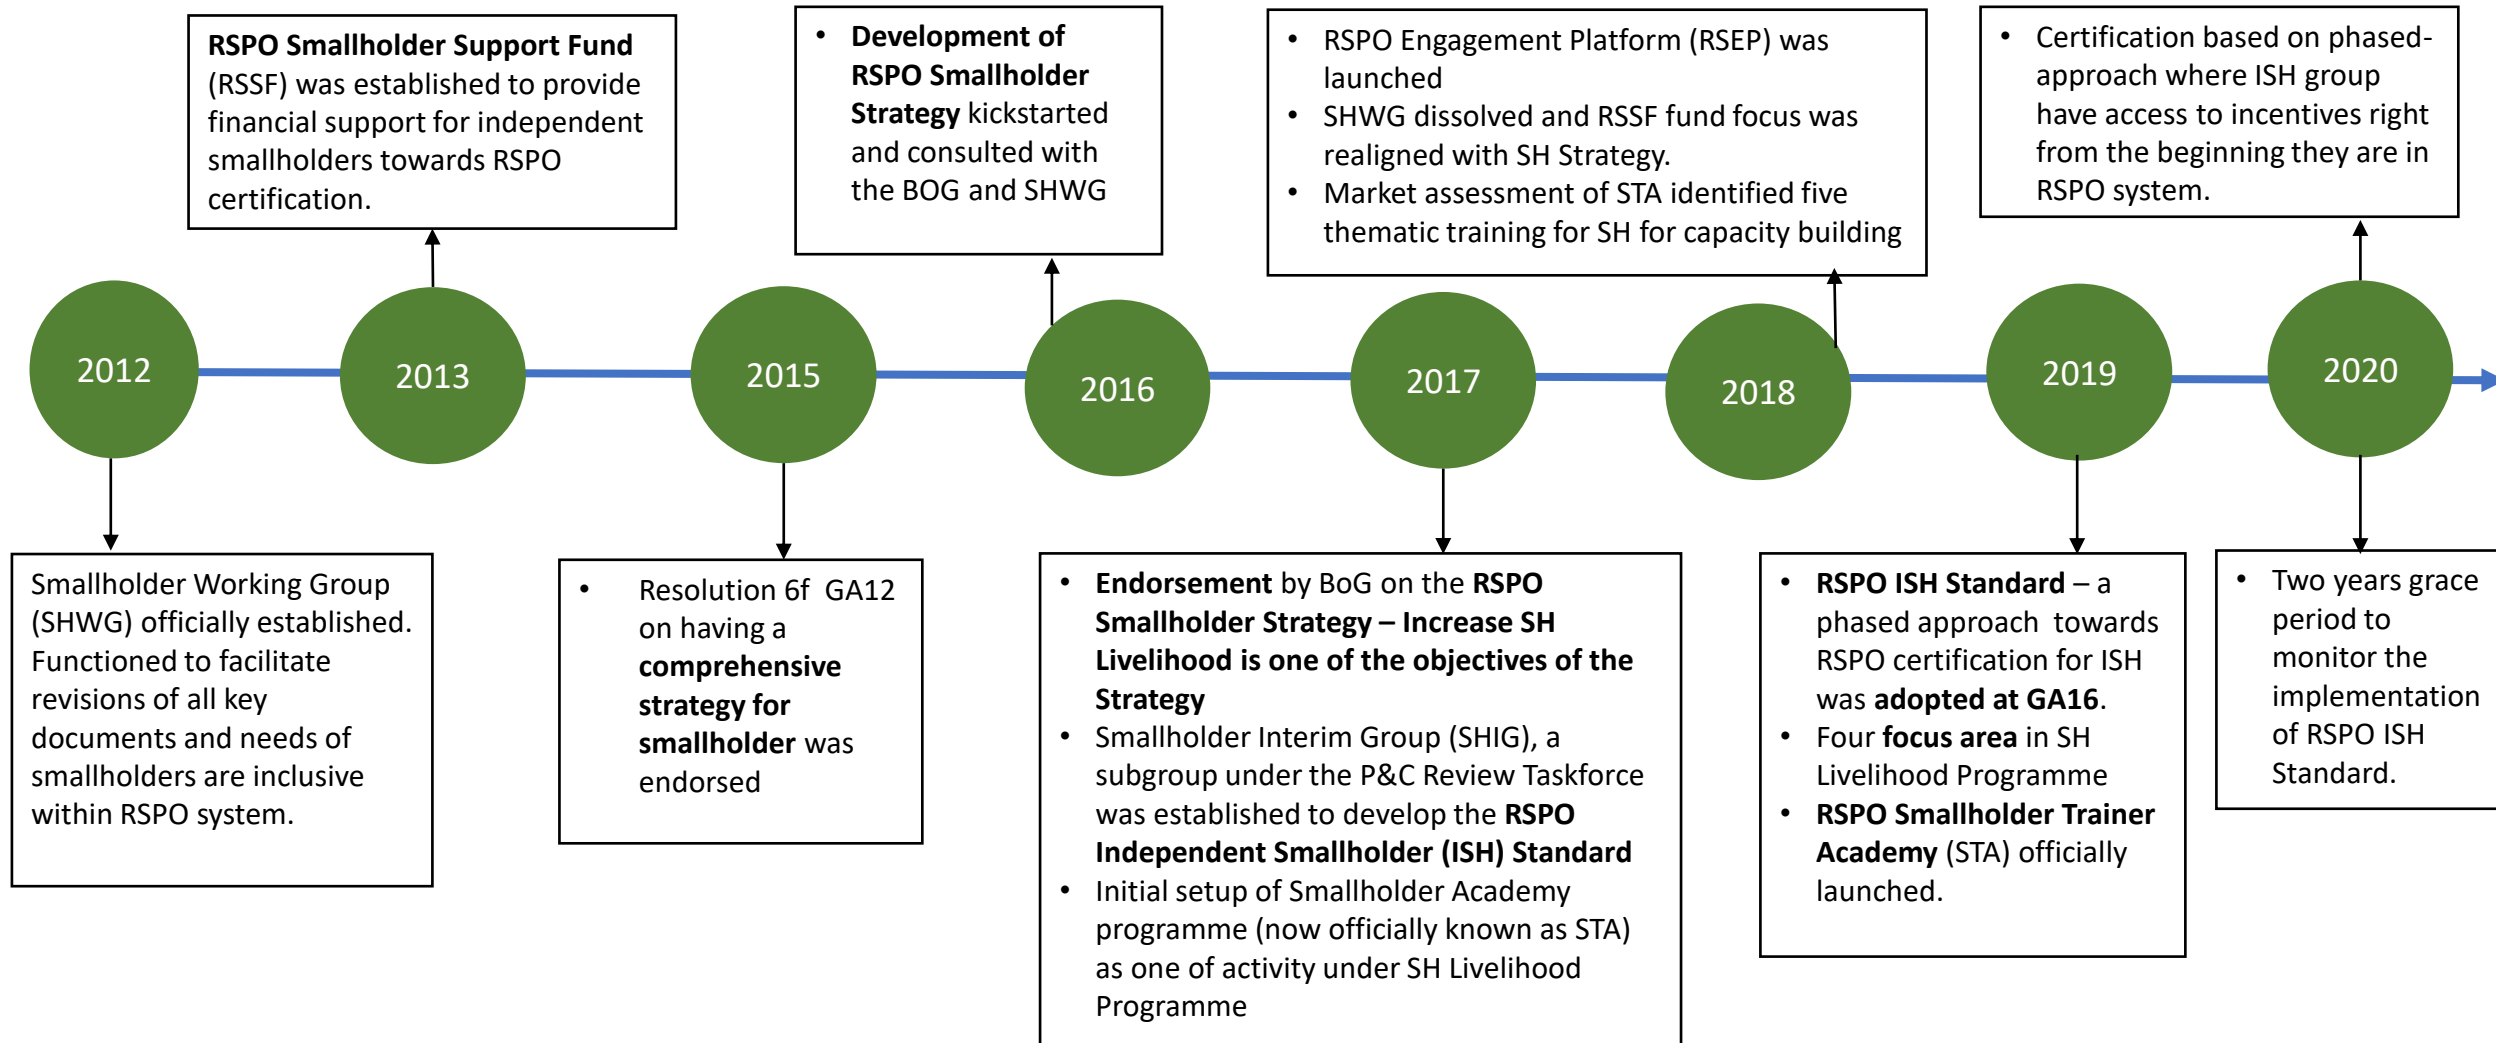 RSPO Smallholder Support Fund
(RSSF) was established to provide
financial support for independent
smallholders towards RSPO
certification.
• Development of
RSPO Smallholder
Strategy kickstarted
and consulted with
the BOG and SHWG
• RSPO Engagement Platform (RSEP) was
launched
• SHWG dissolved and RSSF fund focus was
realigned with SH Strategy.
• Market assessment of STA identified five
thematic training for SH for capacity building
• Certification based on phased-
approach where ISH group
have access to incentives right
from the beginning they are in
RSPO system.
2012
2013
2015
2016
2017
2018
2019
2020
Smallholder Working Group
(SHWG) officially established.
Functioned to facilitate
revisions of all key
documents and needs of
smallholders are inclusive
within RSPO system.
• Resolution 6f GA12
on having a
comprehensive
strategy for
smallholder was
endorsed
• Endorsement by BoG on the RSPO
Smallholder Strategy – Increase SH
Livelihood is one of the objectives of the
Strategy
• Smallholder Interim Group (SHIG), a
subgroup under the P&C Review Taskforce
was established to develop the RSPO
Independent Smallholder (ISH) Standard
• Initial setup of Smallholder Academy
programme (now officially known as STA)
as one of activity under SH Livelihood
Programme
• RSPO ISH Standard – a
phased approach towards
RSPO certification for ISH
was adopted at GA16.
• Four focus area in SH
Livelihood Programme
• RSPO Smallholder Trainer
Academy (STA) officially
launched.
• Two years grace
period to
monitor the
implementation
of RSPO ISH
Standard.